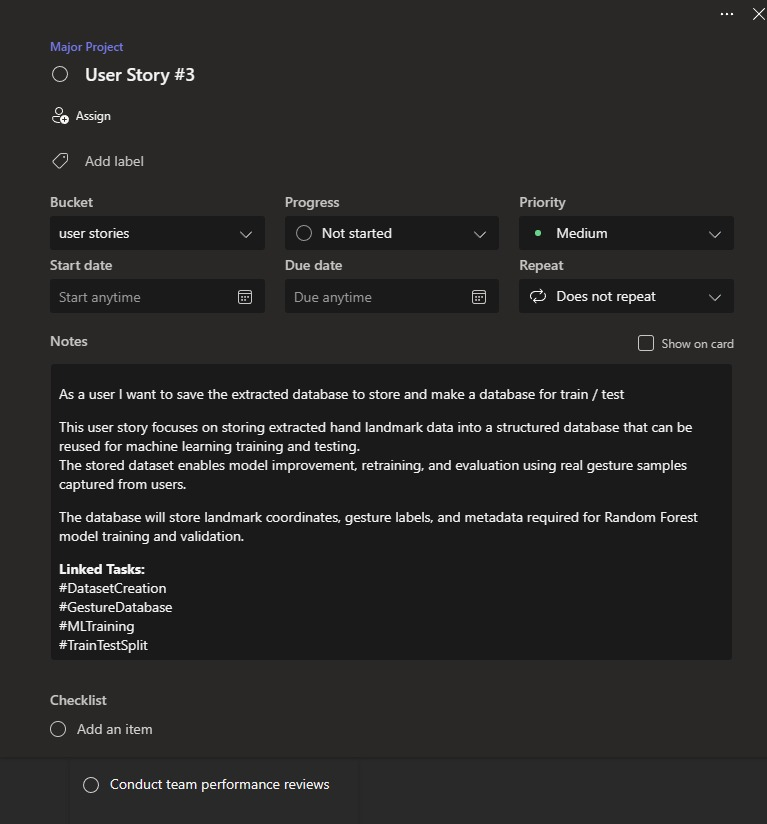 Major Project
User Story #3
Assign
Add label
Bucket
Progress
Priority
user stories
Not started
Medium
Start date
Due date
Repeat
Start anytime
Due anytime
Does not repeat
Notes
Show on card
As a user I want to save the extracted database to store and make a database for train / test
This user story focuses on storing extracted hand landmark data into a structured database that can be
reused for machine learning training and testing.
The stored dataset enables model improvement, retraining, and evaluation using real gesture samples
captured from users.
The database will store landmark coordinates, gesture labels, and metadata required for Random Forest
model training and validation.
Linked Tasks:
#DatasetCreation
#GestureDatabase
#MLTraining
#TrainTestSplit
Checklist
Add an item
Conduct team performance reviews